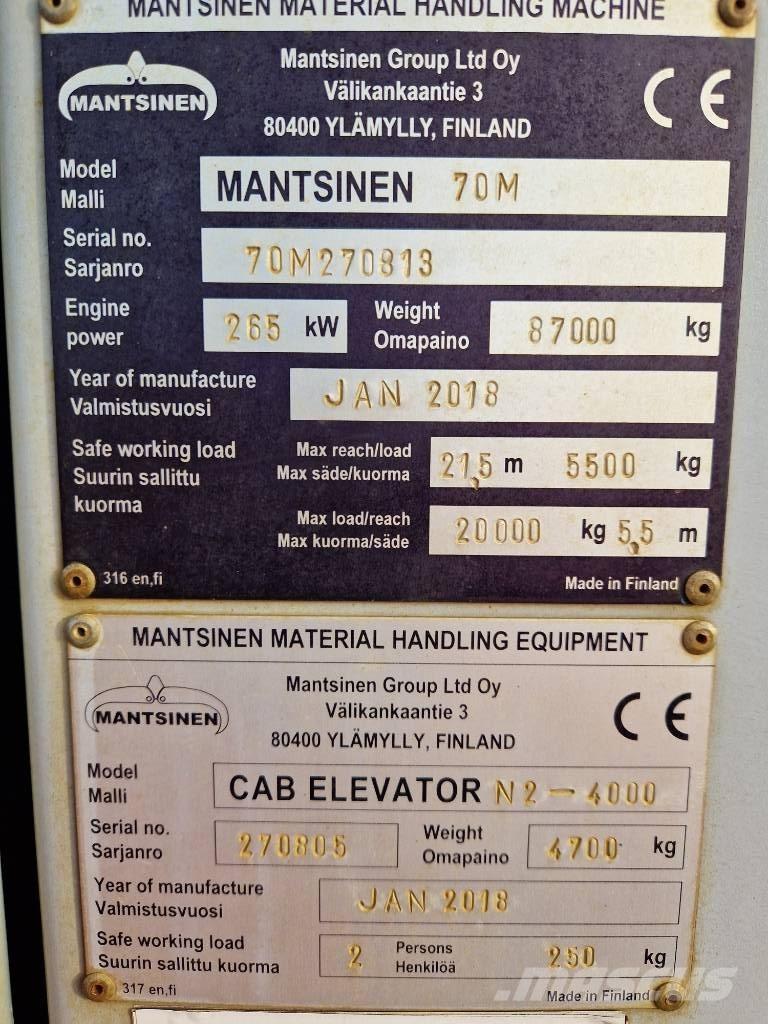 MANTSINEN MATERIAL HANDLING MACHINE
MANTSINEN
Mantsinen Group Ltd Oy
Välikankaantie 3
80400 YLÄMYLLY, FINLAND
CE
Model
Malli
MANTSINEN 70M
Serial no.
Sarjanro
70M270813
Engine
power
265 kW
Weight
Omapaino
87000 kg
Year of manufacture
Valmistusvuosi
JAN 2018
Safe working load
Suurin sallittu
kuorma
Max reach/load
Max säde/kuorma
21,5 m 5500 kg
Max load/reach
Max kuorma/säde
20000 kg 5,5 m
316 en,fi
Made in Finland
MANTSINEN MATERIAL HANDLING EQUIPMENT
MANTSINEN
Mantsinen Group Ltd Oy
Välikankaantie 3
80400 YLÄMYLLY, FINLAND
CE
Model
Malli
CAB ELEVATOR N2-4000
Serial no.
Sarjanro
270805
Weight
Omapaino
4700 kg
Year of manufacture
Valmistusvuosi
JAN 2018
Safe working load
Suurin sallittu kuorma
2 Persons
Henkilöä
250 kg
317 en,fi
Made in Finland
mascus